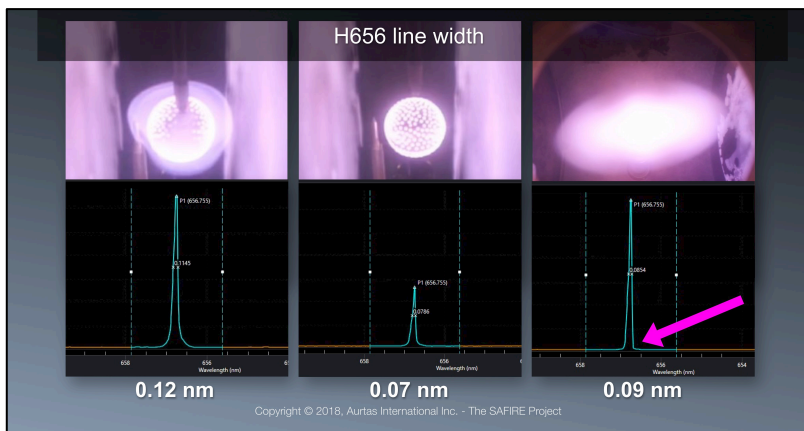 H656 line width
P1 (656.755)
0.1145
658
656
6
Wavelength (nm)
P1 (656.755)
0.0786
658
656
6
Wavelength (nm)
P1 (656.755)
0.0854
658
656
654
Wavelength (nm)
0.12 nm
0.07 nm
0.09 nm
Copyright © 2018, Aurtas International Inc. - The SAFIRE Project